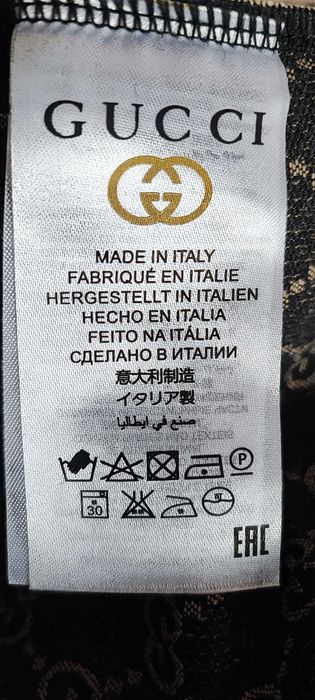 GUCCI
MADE IN ITALY
FABRIQUÉ EN ITALIE
HERGESTELLT IN ITALIEN
HECHO EN ITALIA
FEITO NA ITÁLIA
СДЕЛАНО В ИТАЛИИ
意大利制造
イタリア製
صنع في ايطاليا
P
30
EAC